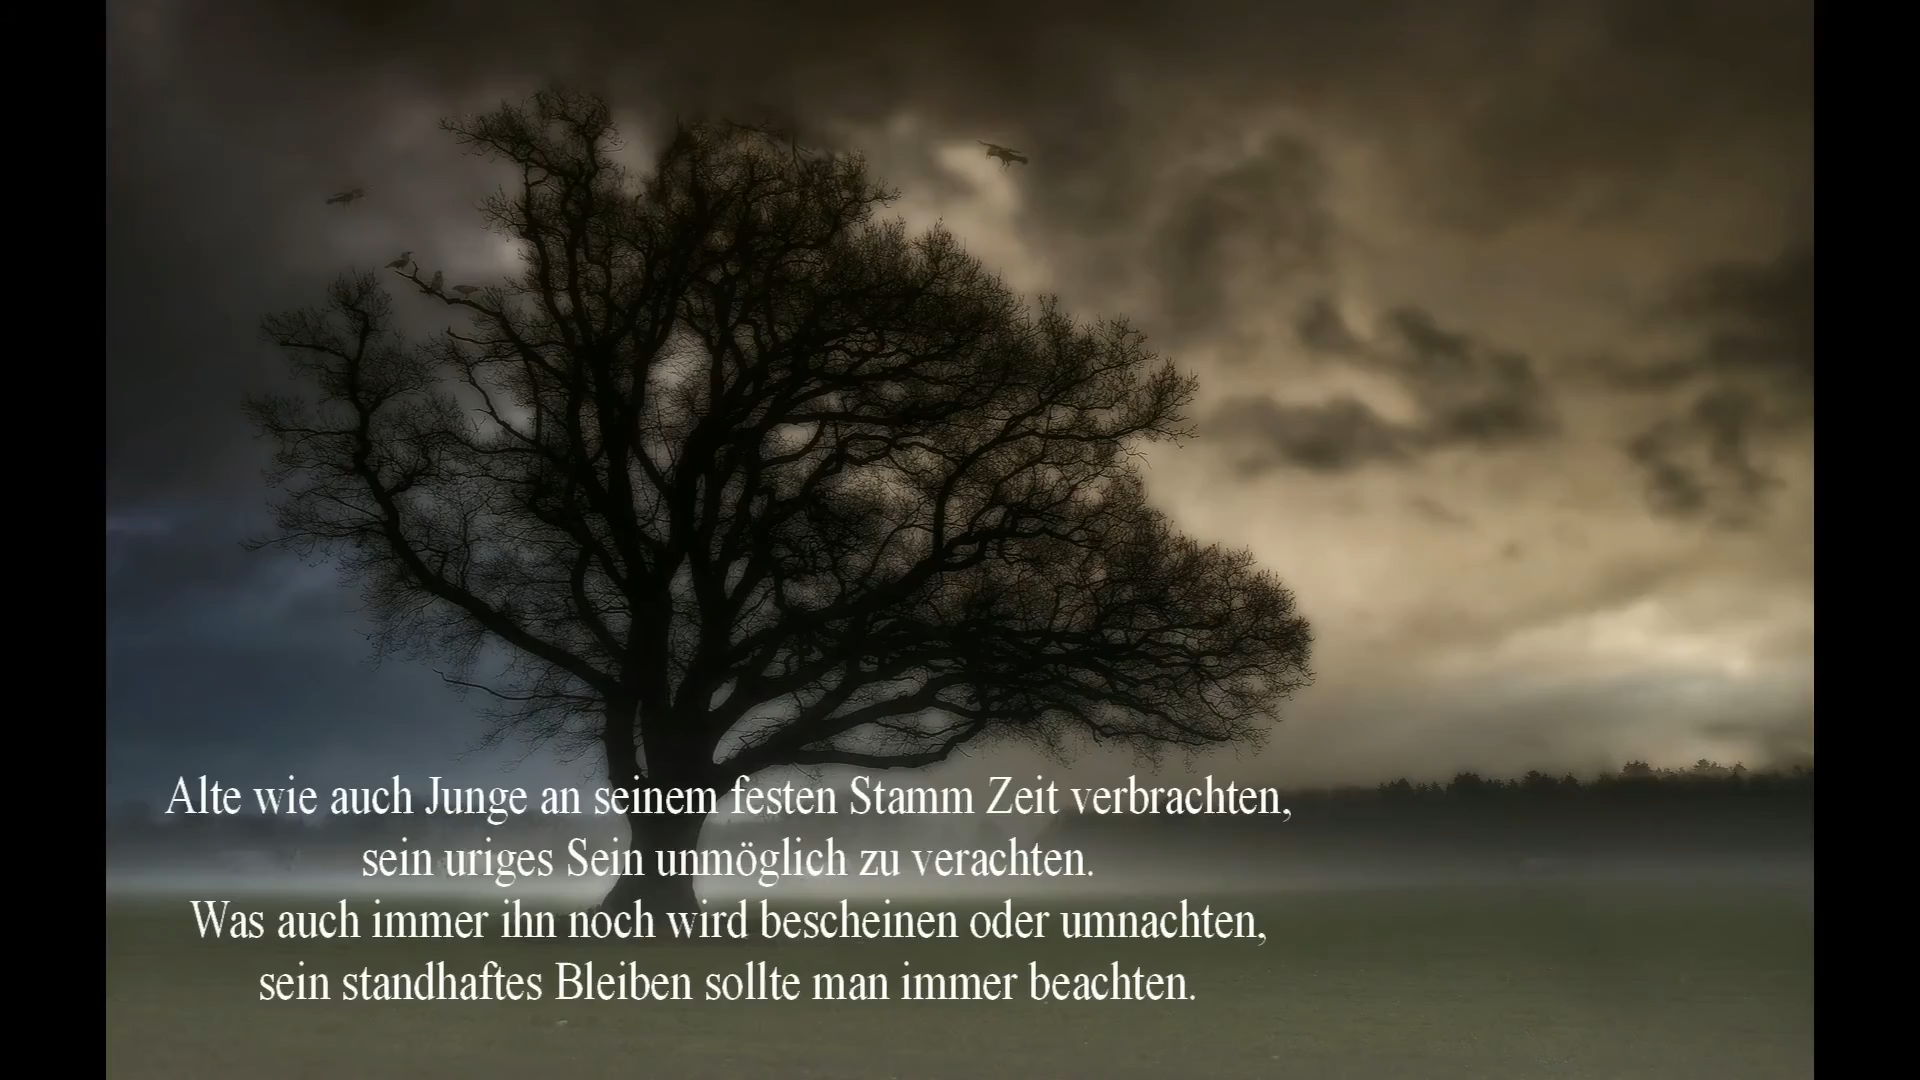 Alte wie auch Junge an seinem festen Stamm Zeit verbrachten,
sein uriges Sein unmöglich zu verachten.
Was auch immer ihn noch wird bescheinen oder umnachten,
sein standhaftes Bleiben sollte man immer beachten.